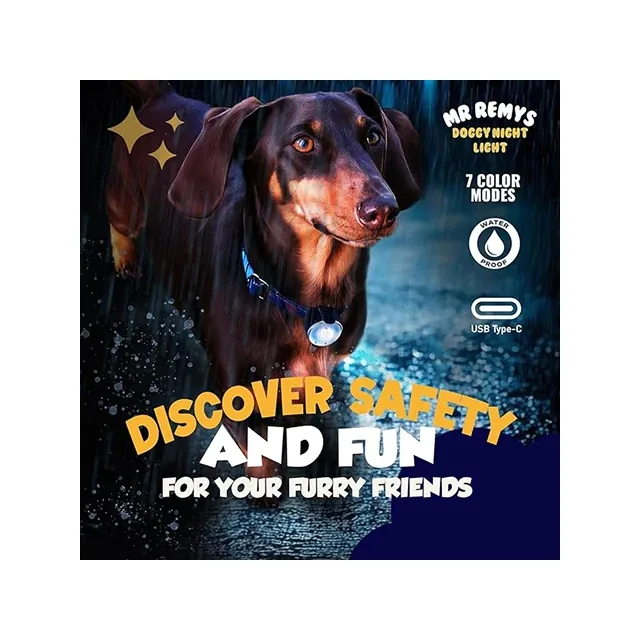 MR REMYS
DOGGY NIGHT
LIGHT
7 COLOR
MODES
WATER
PROOF
USB Type-C
DISCOVER SAFETY
AND FUN
FOR YOUR FURRY FRIENDS